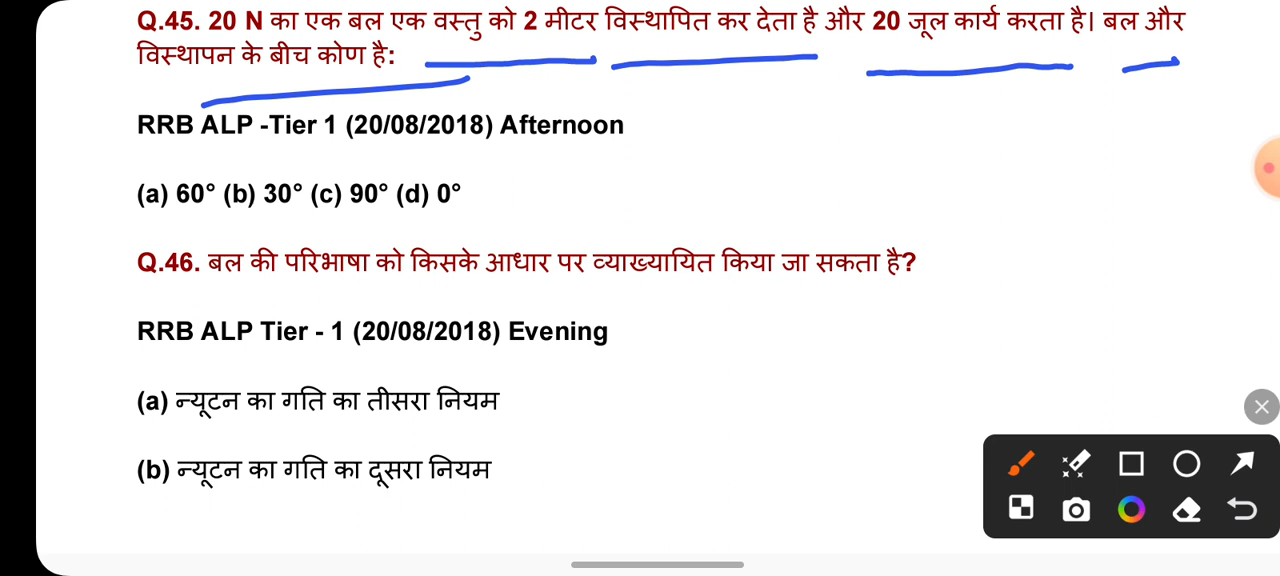 Q.45. 20 N का एक बल एक वस्तु को 2 मीटर विस्थापित कर देता है और 20 जूल कार्य करता है। बल और
विस्थापन के बीच कोण है:
RRB ALP -Tier 1 (20/08/2018) Afternoon
(a) 60° (b) 30° (c) 90° (d) 0°
Q.46. बल की परिभाषा को किसके आधार पर व्याख्यायित किया जा सकता है?
RRB ALP Tier - 1 (20/08/2018) Evening
(a) न्यूटन का गति का तीसरा नियम
(b) न्यूटन का गति का दूसरा नियम